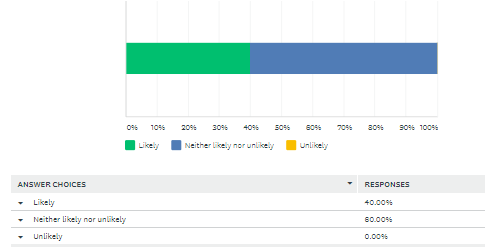 0% 10% 20% 30% 40% 50% 60% 70% 80% 90% 100%
Likely Neither likely nor unlikely Unlikely
ANSWER CHOICES RESPONSES
Likely 40.00%
Neither likely nor unlikely 60.00%
Unlikely 0.00%